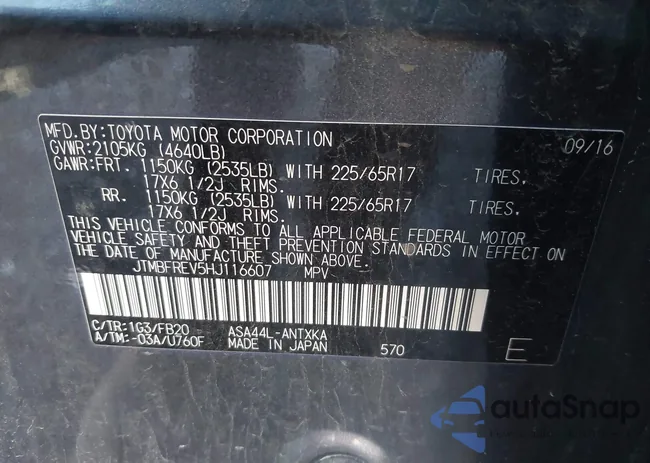 MFD.BY:TOYOTA MOTOR CORPORATION 09/16
GVWR:2105KG (4640LB)
GAWR:FRT. 1150KG (2535LB) WITH 225/65R17 TIRES,
17X6 1/2J RIMS.
RR. 1150KG (2535LB) WITH 225/65R17 TIRES,
17X6 1/2J RIMS.
THIS VEHICLE CONFORMS TO ALL APPLICABLE FEDERAL MOTOR
VEHICLE SAFETY AND THEFT PREVENTION STANDARDS IN EFFECT ON
THE DATE OF MANUFACTURE SHOWN ABOVE.
JTMBFREV5HJ116607 MPV
C/TR:1G3/FB20 ASA44L-ANTXKA
A/TM:-03A/U760F MADE IN JAPAN 570 E
autoSnap